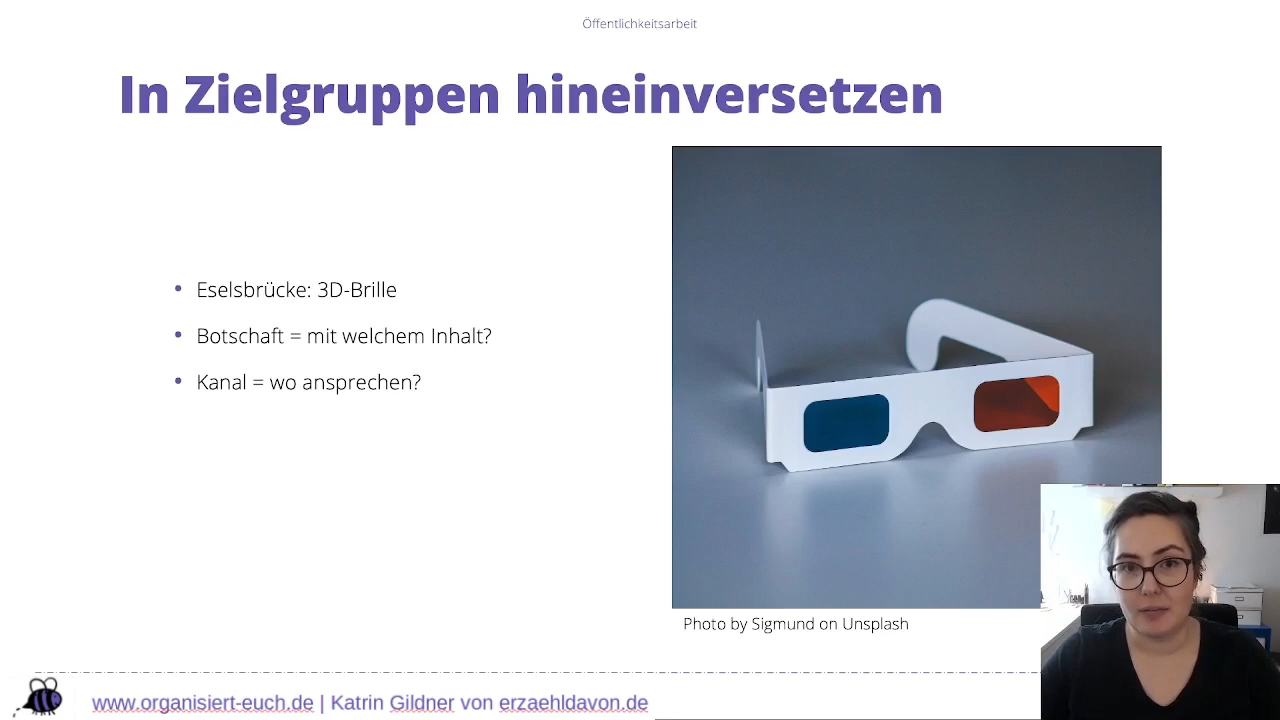 Öffentlichkeitsarbeit
In Zielgruppen hineinversetzen
• Eselsbrücke: 3D-Brille
• Botschaft = mit welchem Inhalt?
• Kanal = wo ansprechen?
Photo by Sigmund on Unsplash
www.organisiert-euch.de | Katrin Gildner von erzaehldavon.de